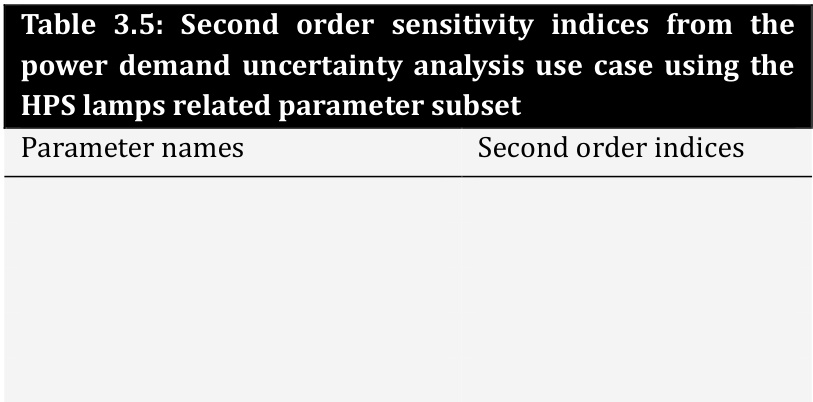 Table 3.5: Second order sensitivity indices from the
power demand uncertainty analysis use case using the
HPS lamps related parameter subset
Parameter names Second order indices